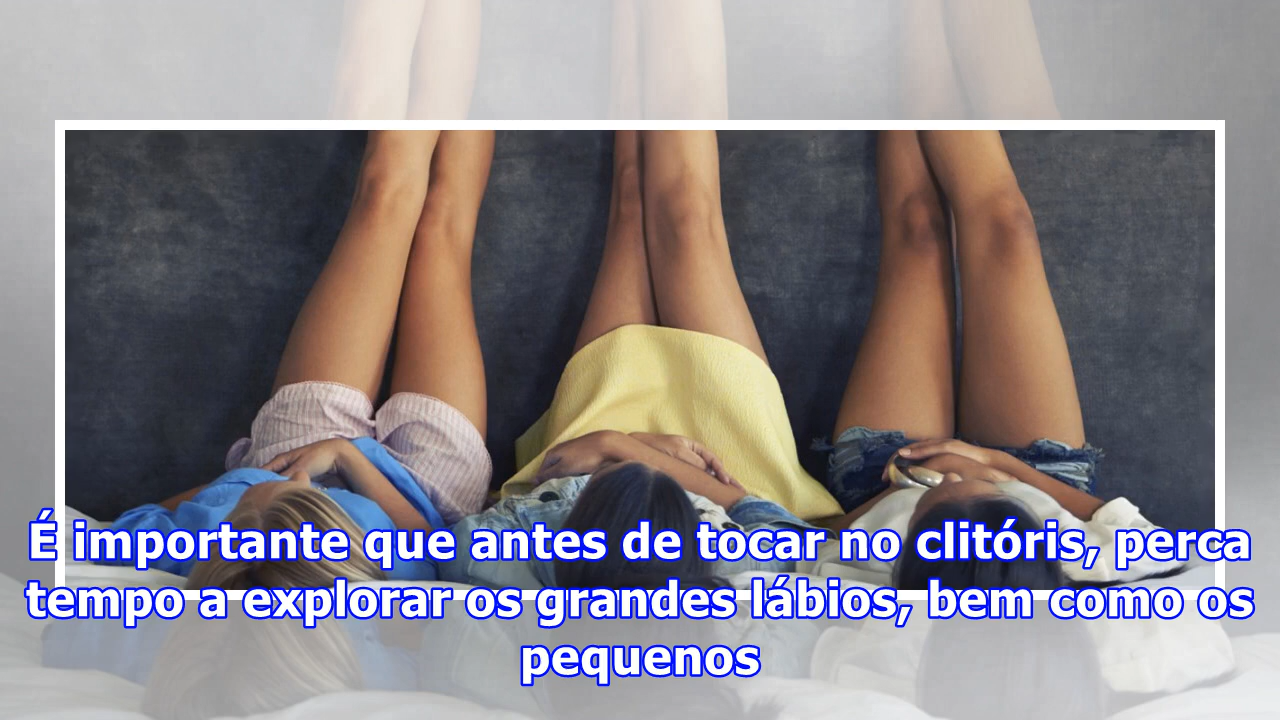 É importante que antes de tocar no clitóris, perca
tempo a explorar os grandes lábios, bem como os
pequenos